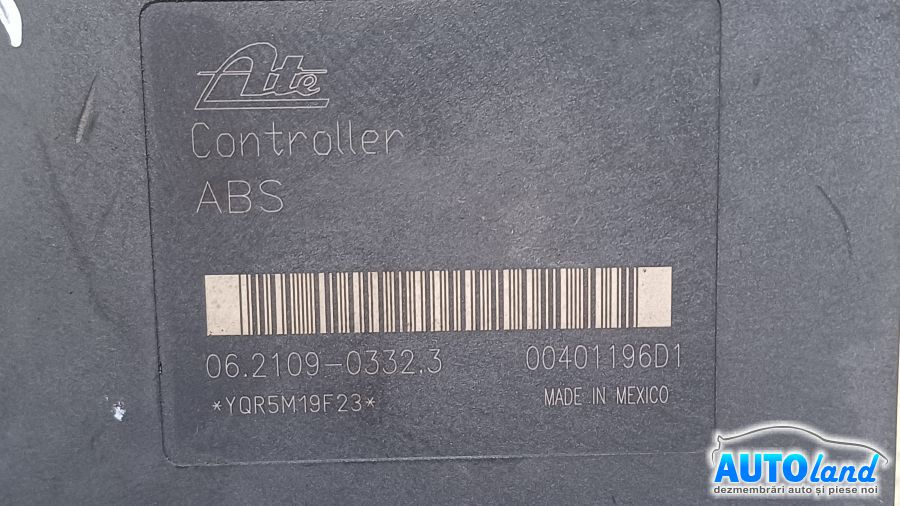 Ate
Controller
ABS
06.2109-0332.3 00401196D1
*YQR5M19F23* MADE IN MEXICO
AUTOland
dezmembrări auto și piese noi